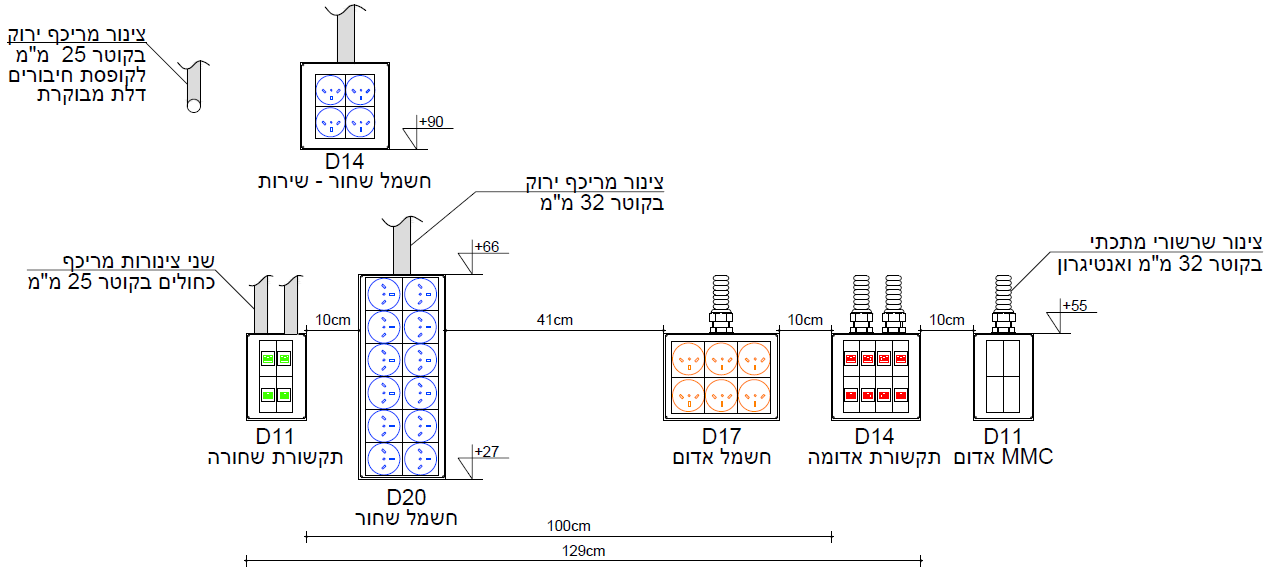 צינור מריכף ירוק
בקוטר 25 מ"מ
לקופסת חיבורים
דלת מבוקרת
+90
D14
חשמל שחור - שירות
צינור מריכף ירוק
בקוטר 32 מ"מ
צינור שרשורי מתכתי
בקוטר 32 מ"מ ואנטיגרון
שני צינורות מריכף
כחולים בקוטר 25 מ"מ
+66
+55
10cm
41cm
10cm
10cm
D11
תקשורת שחורה
+27
D20
חשמל שחור
D17
חשמל אדום
D14
תקשורת אדומה
D11
MMC אדום
100cm
129cm